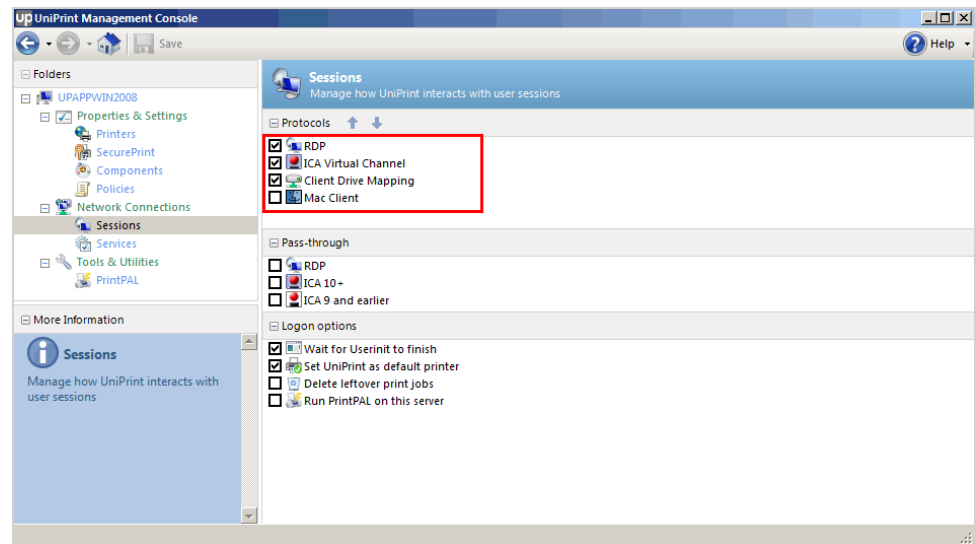 UP UniPrint Management Console
Save
Help
Folders
UPAPPWIN2008
Properties & Settings
Printers
SecurePrint
Components
Policies
Network Connections
Sessions
Services
Tools & Utilities
PrintPAL
More Information
Sessions
Manage how UniPrint interacts with
user sessions
Sessions
Manage how UniPrint interacts with user sessions
Protocols
RDP
ICA Virtual Channel
Client Drive Mapping
Mac Client
Pass-through
RDP
ICA 10+
ICA 9 and earlier
Logon options
Wait for Userinit to finish
Set UniPrint as default printer
Delete leftover print jobs
Run PrintPAL on this server